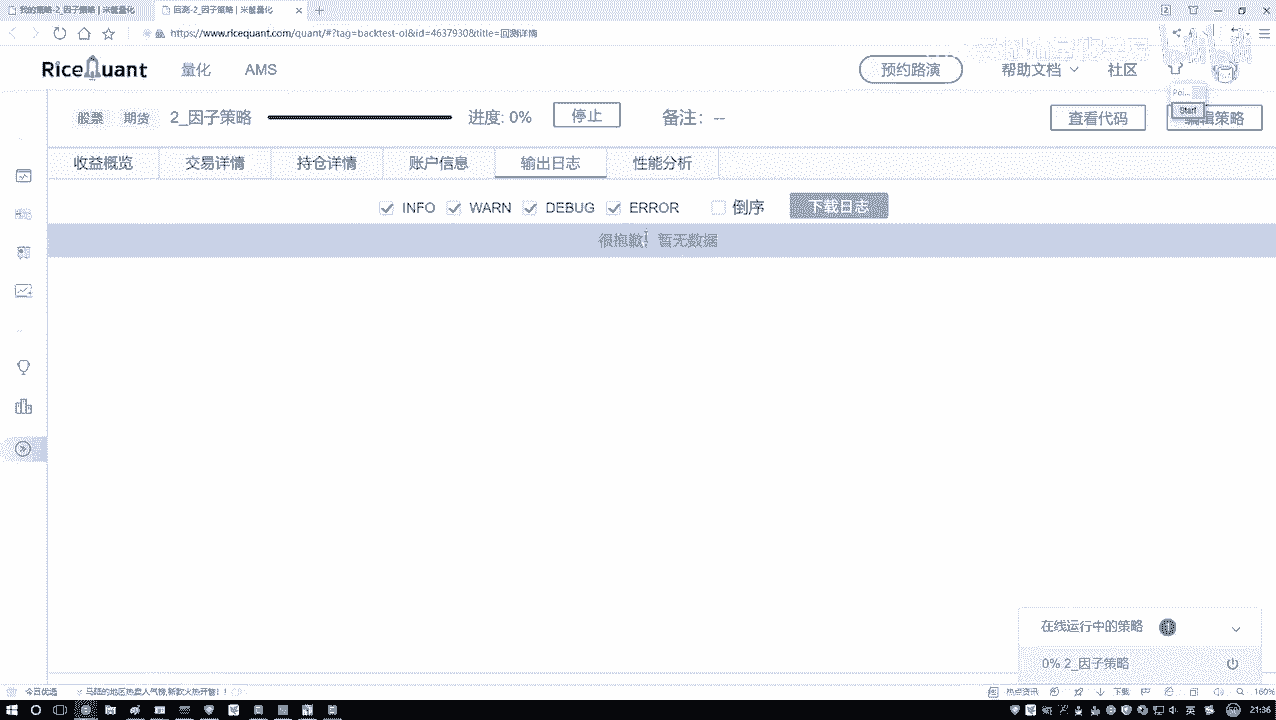 我的策略-2_因子策略 | 米筐量化
回测-2_因子策略 | 米筐量化
https://www.ricequant.com/quant/#?tag=backtest-ol&id=4637930&title=回测详情
RiceQuant 量化 AMS 预约路演 帮助文档 社区
Start
股票 期货 2_因子策略 进度: 0% 停止 备注: -- 查看代码 编辑策略
收益概览 交易详情 持仓详情 账户信息 输出日志 性能分析
INFO WARN DEBUG ERROR 倒序 下载日志
很抱歉! 暂无数据
在线运行中的策略
0% 2_因子策略
今日优选 热点资讯 下载 160%
21:36